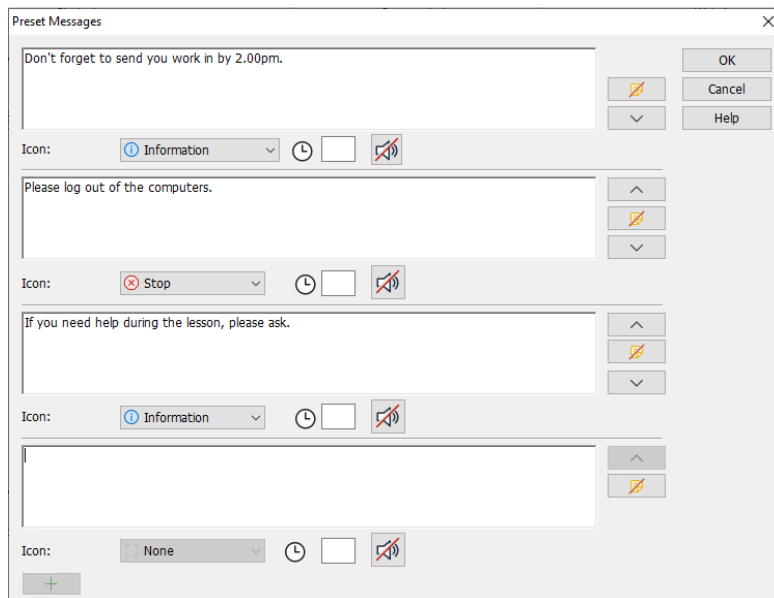 Preset Messages
Don't forget to send you work in by 2.00pm.
OK
Cancel
Help
Icon: Information
Please log out of the computers.
Icon: Stop
If you need help during the lesson, please ask.
Icon: Information
Icon: None